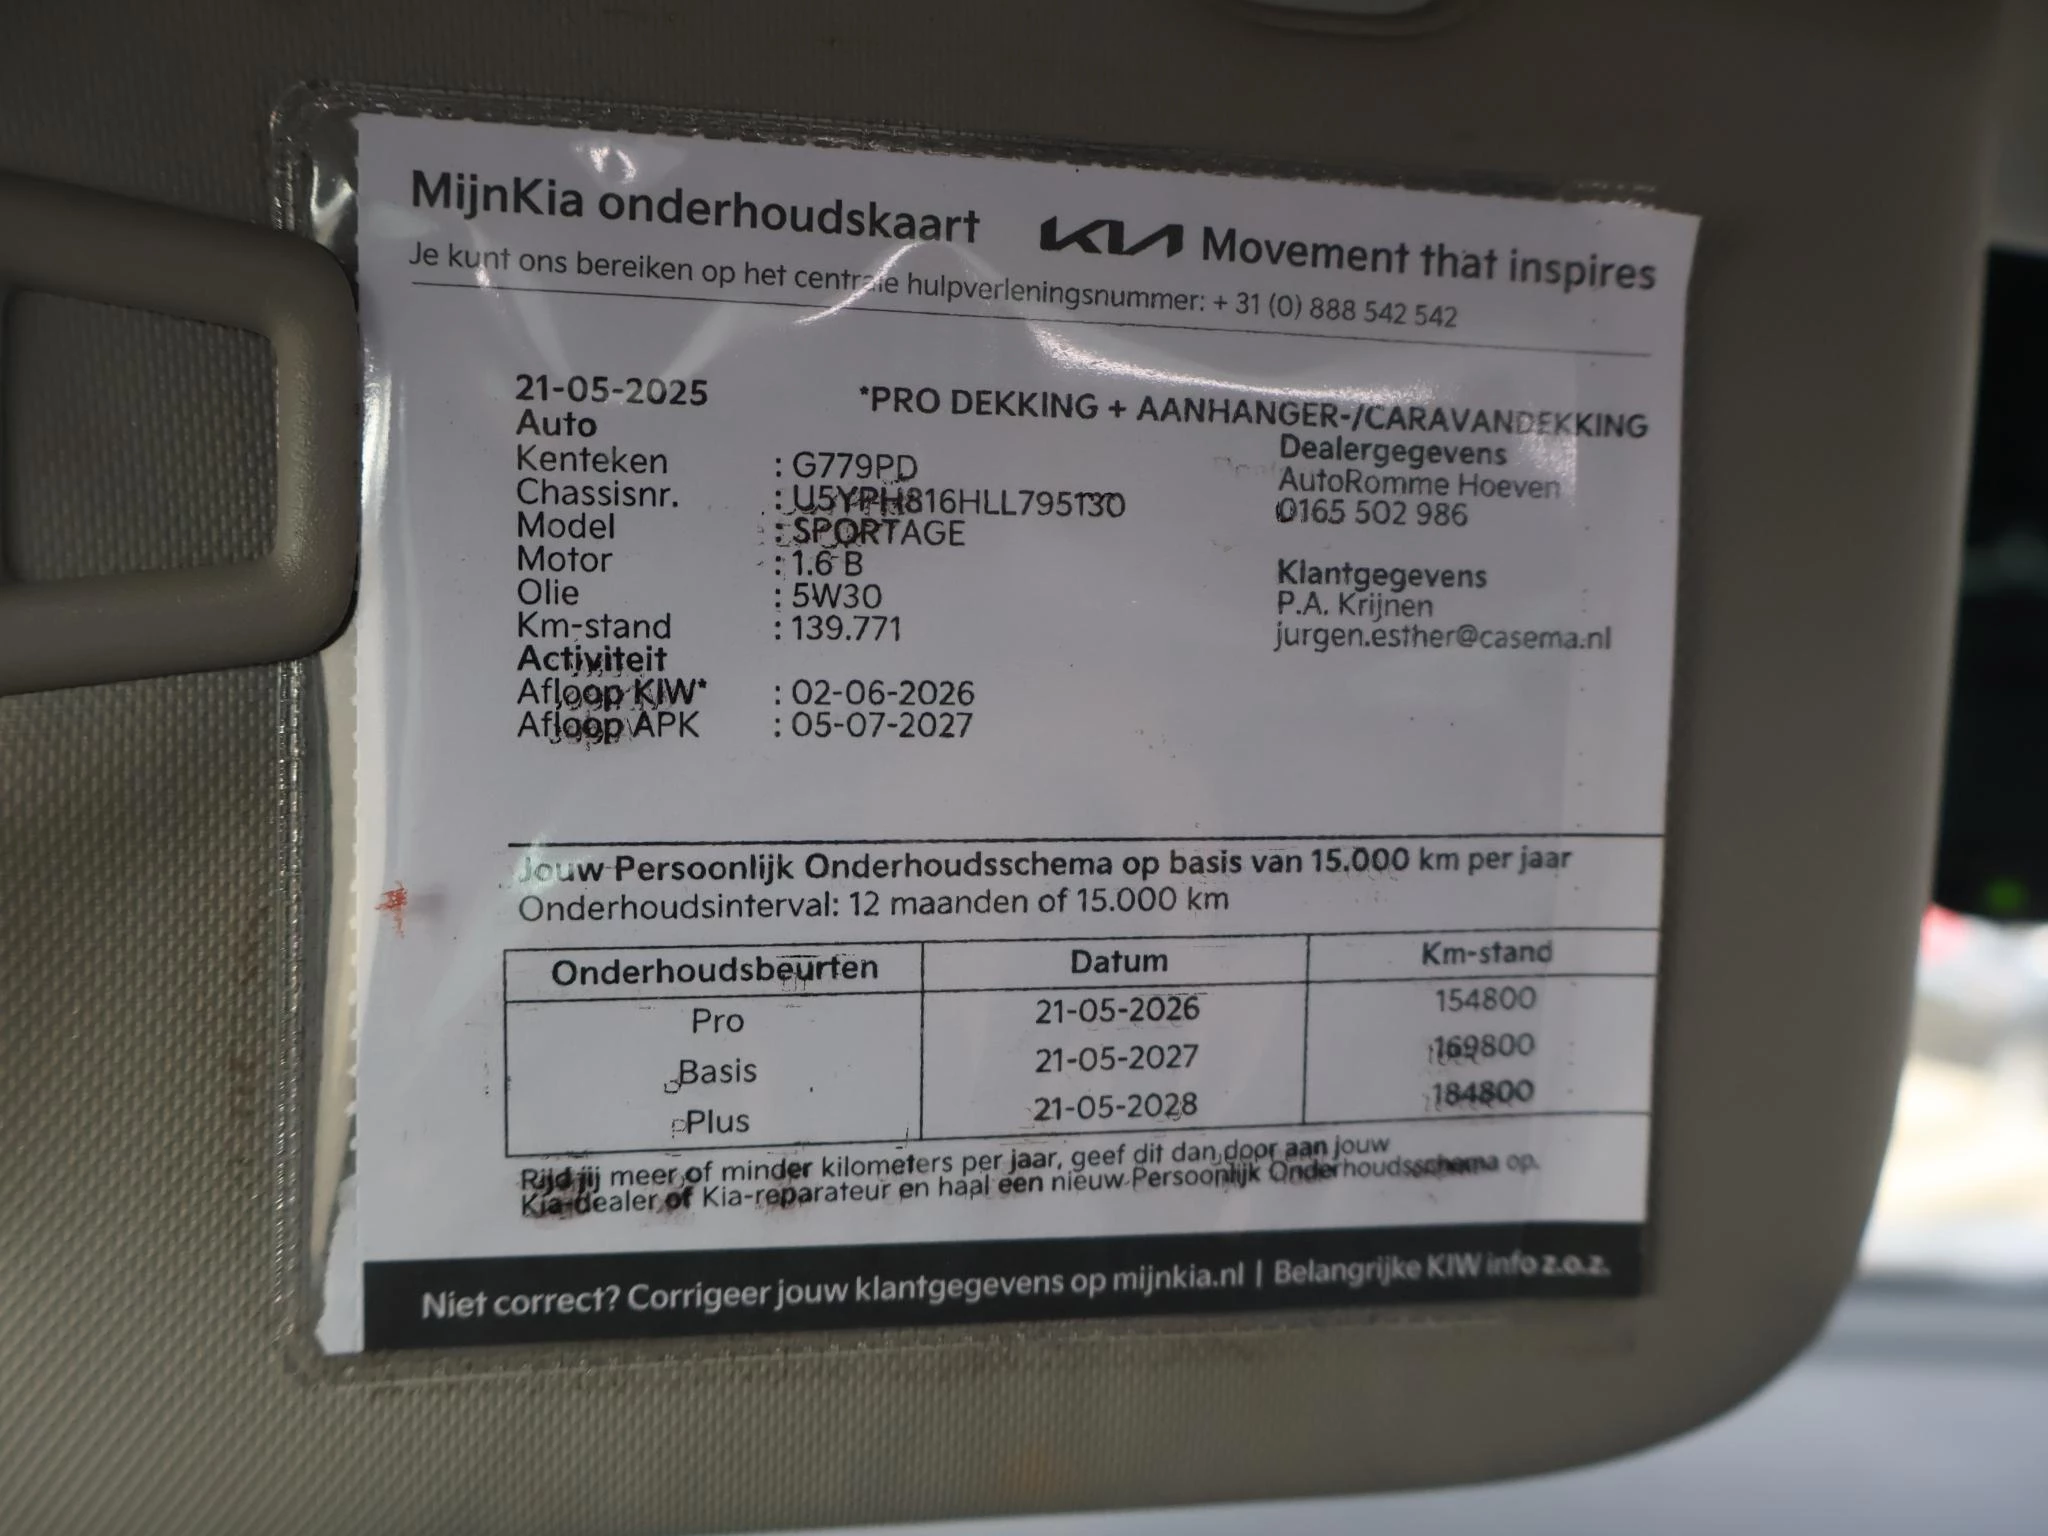 MijnKia onderhoudskaart KIA Movement that inspires
Je kunt ons bereiken op het centrale hulpverleningsnummer: + 31 (0) 888 542 542
21-05-2025 *PRO DEKKING + AANHANGER-/CARAVANDEKKING
Auto
Kenteken : G779PD
Chassisnr. : U5YPH816HLL795130
Model : SPORTAGE
Motor : 1.6 B
Olie : 5W30
Km-stand : 139.771
Activiteit
Afloop KIW* : 02-06-2026
Afloop APK : 05-07-2027
Dealergegevens
AutoRomme Hoeven
0165 502 986
Klantgegevens
P.A. Krijnen
jurgen.esther@casema.nl
Jouw Persoonlijk Onderhoudsschema op basis van 15.000 km per jaar
Onderhoudsinterval: 12 maanden of 15.000 km
Onderhoudsbeurten Datum Km-stand
Pro 21-05-2026 154800
Basis 21-05-2027 169800
Plus 21-05-2028 184800
Rijd jij meer of minder kilometers per jaar, geef dit dan door aan jouw
Kia-dealer of Kia-reparateur en haal een nieuw Persoonlijk Onderhoudsschema op.
Niet correct? Corrigeer jouw klantgegevens op mijnkia.nl | Belangrijke KIW info z.o.z.